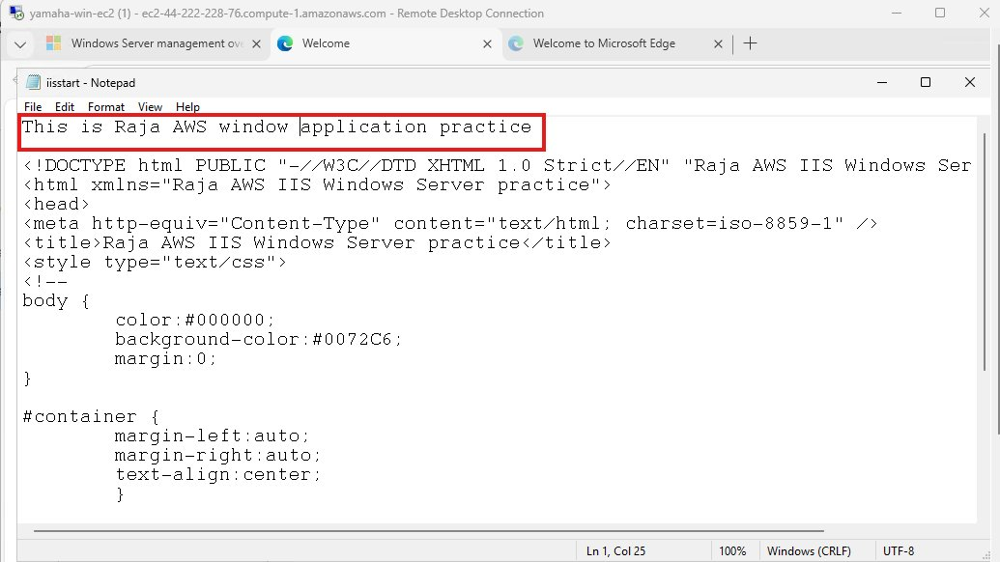 yamaha-win-ec2 (1) - ec2-44-222-228-76.compute-1.amazonaws.com - Remote Desktop Connection
Windows Server management ove
Welcome
Welcome to Microsoft Edge
iisstart - Notepad
File Edit Format View Help
This is Raja AWS window application practice
<!DOCTYPE html PUBLIC "-//W3C//DTD XHTML 1.0 Strict//EN" "Raja AWS IIS Windows Ser
<html xmlns="Raja AWS IIS Windows Server practice">
<head>
<meta http-equiv="Content-Type" content="text/html; charset=iso-8859-1" />
<title>Raja AWS IIS Windows Server practice</title>
<style type="text/css">
<!--
body {
color:#000000;
background-color:#0072C6;
margin:0;
}
#container {
margin-left:auto;
margin-right:auto;
text-align:center;
}
Ln 1, Col 25 100% Windows (CRLF) UTF-8